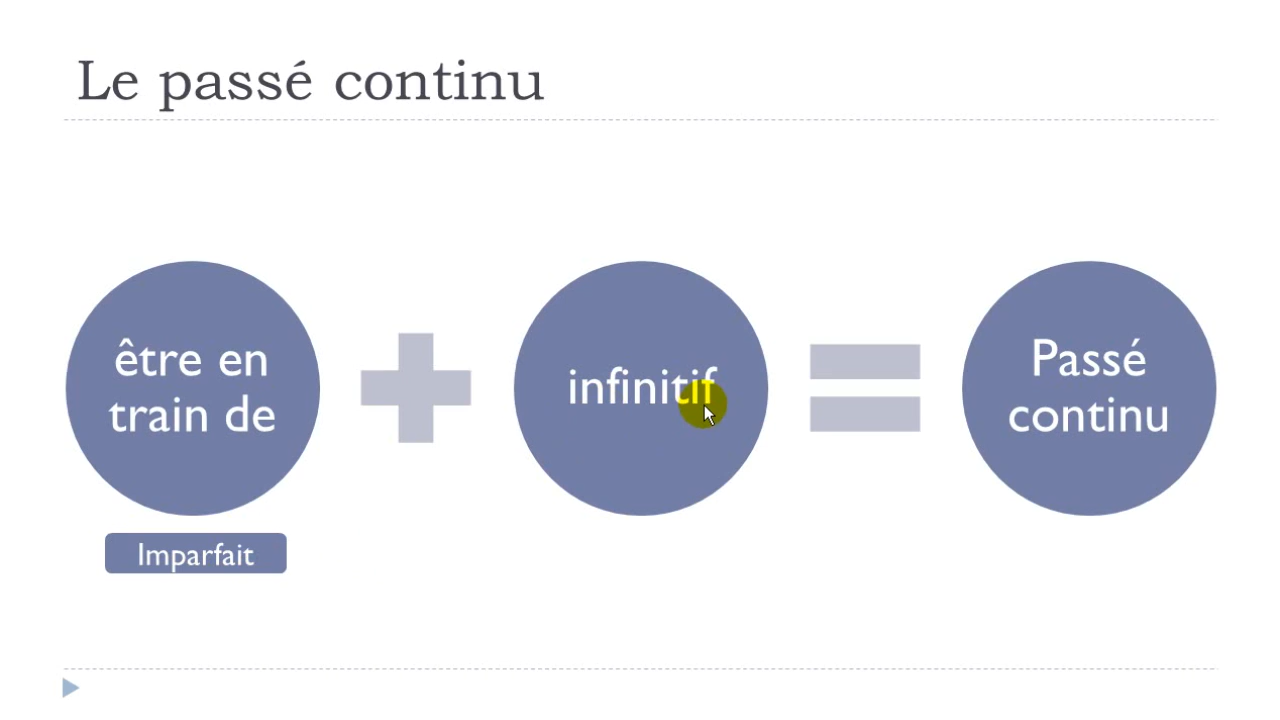 Le passé continu
être en
train de
infinitif
Passé
continu
Imparfait